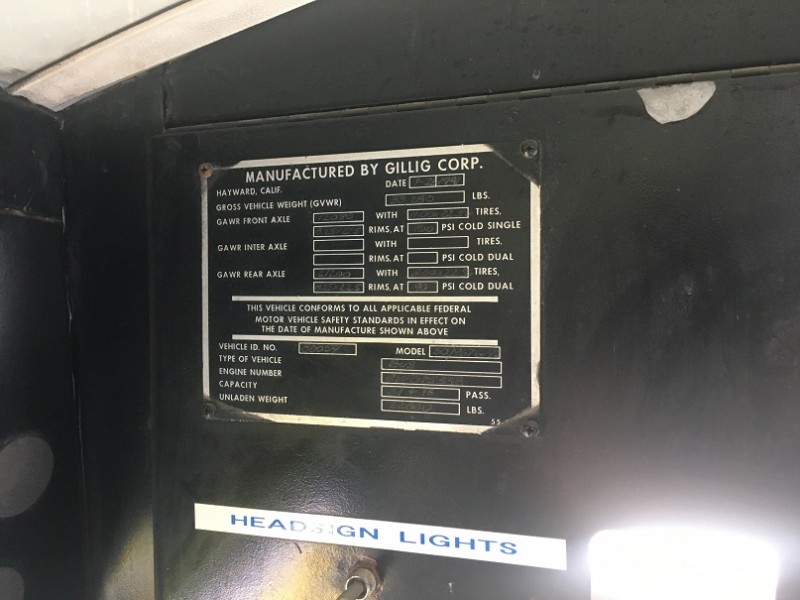 MANUFACTURED BY GILLIG CORP.
HAYWARD, CALIF. DATE
GROSS VEHICLE WEIGHT (GVWR) LBS.
GAWR FRONT AXLE WITH TIRES,
RIMS, AT PSI COLD SINGLE
GAWR INTER AXLE WITH TIRES,
RIMS, AT PSI COLD DUAL
GAWR REAR AXLE WITH TIRES,
RIMS, AT PSI COLD DUAL
THIS VEHICLE CONFORMS TO ALL APPLICABLE FEDERAL
MOTOR VEHICLE SAFETY STANDARDS IN EFFECT ON
THE DATE OF MANUFACTURE SHOWN ABOVE
VEHICLE ID. NO. MODEL
TYPE OF VEHICLE
ENGINE NUMBER
CAPACITY PASS.
UNLADEN WEIGHT LBS.
55
HEADSIGN LIGHTS